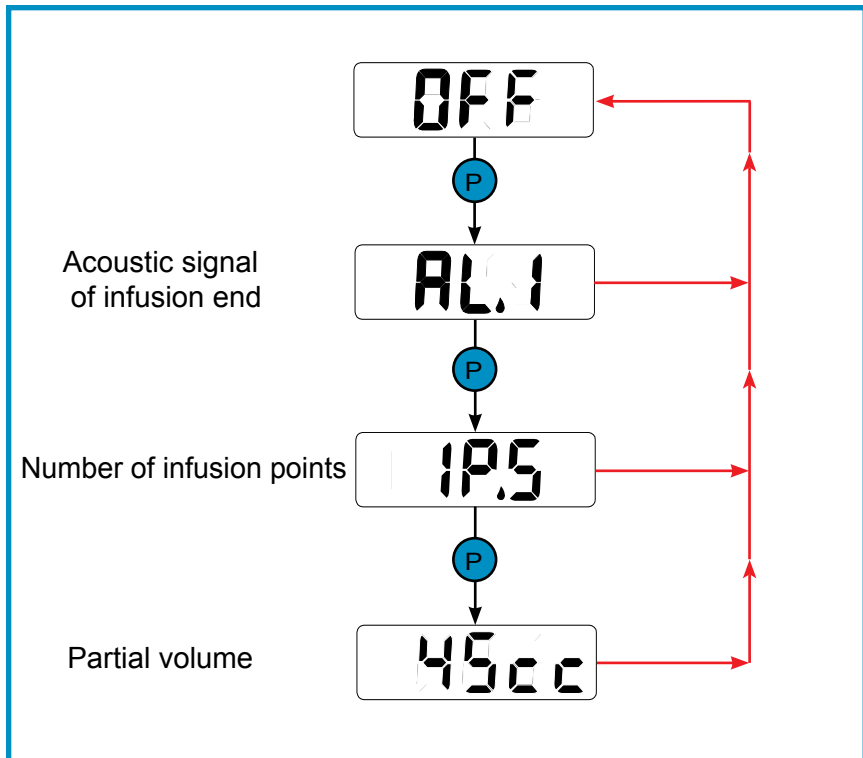 OFF
P
Acoustic signal
of infusion end
AL.1
P
Number of infusion points
1P.5
P
Partial volume
45cc